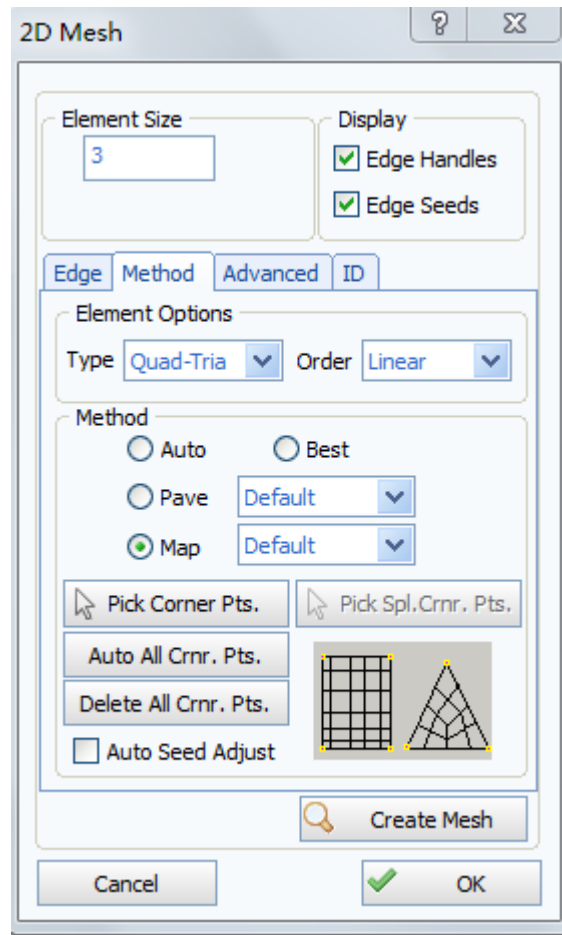 2D Mesh
Element Size
Display
3
Edge Handles
Edge Seeds
Edge Method Advanced ID
Element Options
Type Quad-Tria Order Linear
Method
Auto Best
Pave Default
Map Default
Pick Corner Pts. Pick Spl.Crnr. Pts.
Auto All Crnr. Pts.
Delete All Crnr. Pts.
Auto Seed Adjust
Create Mesh
Cancel OK